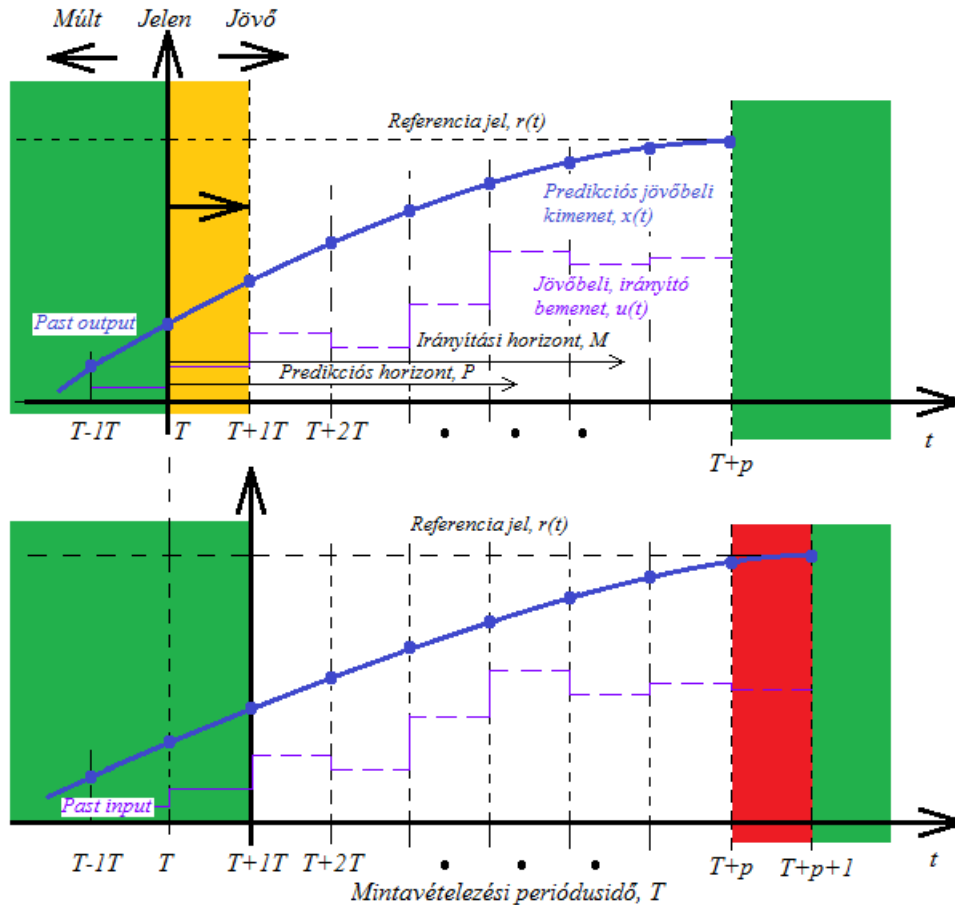 Múlt Jelen Jövő
Referencia jel, r(t)
Predikciós jövőbeli
kimenet, x(t)
Jövőbeli, irányító
bemenet, u(t)
Past output
Irányítási horizont, M
Predikciós horizont, P
T-1T T T+1T T+2T t
T+p
Referencia jel, r(t)
Past input
T-1T T T+1T T+2T T+p T+p+1 t
Mintavételezési periódusidő, T